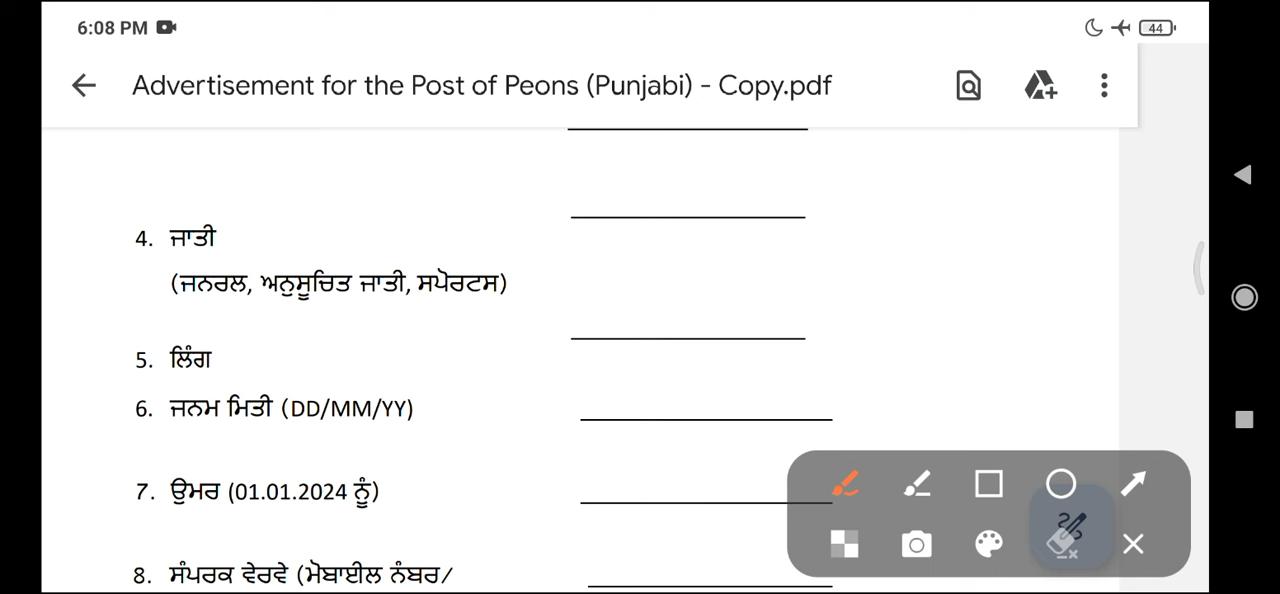 6:08 PM
44
Advertisement for the Post of Peons (Punjabi) - Copy.pdf
4. ਜਾਤੀ
(ਜਨਰਲ, ਅਨੁਸੂਚਿਤ ਜਾਤੀ, ਸਪੋਰਟਸ)
5. ਲਿੰਗ
6. ਜਨਮ ਮਿਤੀ (DD/MM/YY)
7. ਉਮਰ (01.01.2024 ਨੂੰ)
8. ਸੰਪਰਕ ਵੇਰਵੇ (ਮੋਬਾਈਲ ਨੰਬਰ/